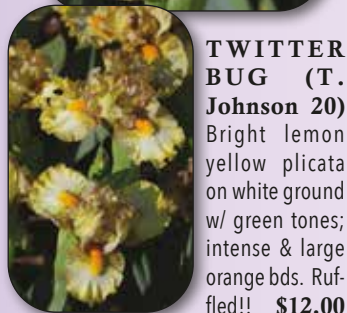 TWITTER
BUG (T.
Johnson 20)
Bright lemon
yellow plicata
on white ground
w/ green tones;
intense & large
orange bds. Ruf-
fled!! $12.00